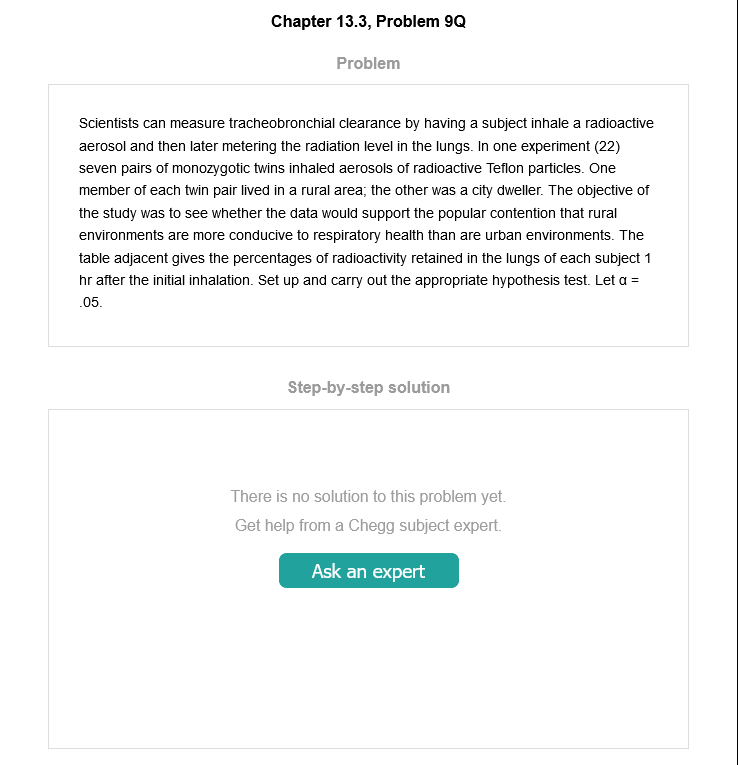 Chapter 13.3, Problem 9Q
Problem
Scientists can measure tracheobronchial clearance by having a subject inhale a radioactive
aerosol and then later metering the radiation level in the lungs. In one experiment (22)
seven pairs of monozygotic twins inhaled aerosols of radioactive Teflon particles. One
member of each twin pair lived in a rural area; the other was a city dweller. The objective of
the study was to see whether the data would support the popular contention that rural
environments are more conducive to respiratory health than are urban environments. The
table adjacent gives the percentages of radioactivity retained in the lungs of each subject 1
hr after the initial inhalation. Set up and carry out the appropriate hypothesis test. Let α =
.05.
Step-by-step solution
There is no solution to this problem yet.
Get help from a Chegg subject expert.
Ask an expert